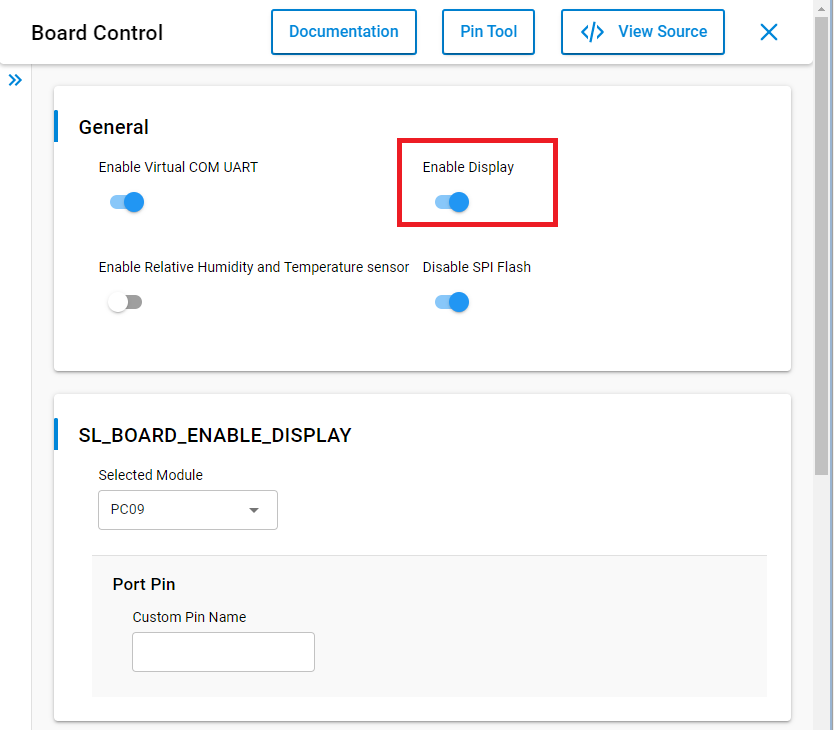 Board Control
Documentation
Pin Tool
</> View Source
General
Enable Virtual COM UART
Enable Display
Enable Relative Humidity and Temperature sensor
Disable SPI Flash
SL_BOARD_ENABLE_DISPLAY
Selected Module
PC09
Port Pin
Custom Pin Name